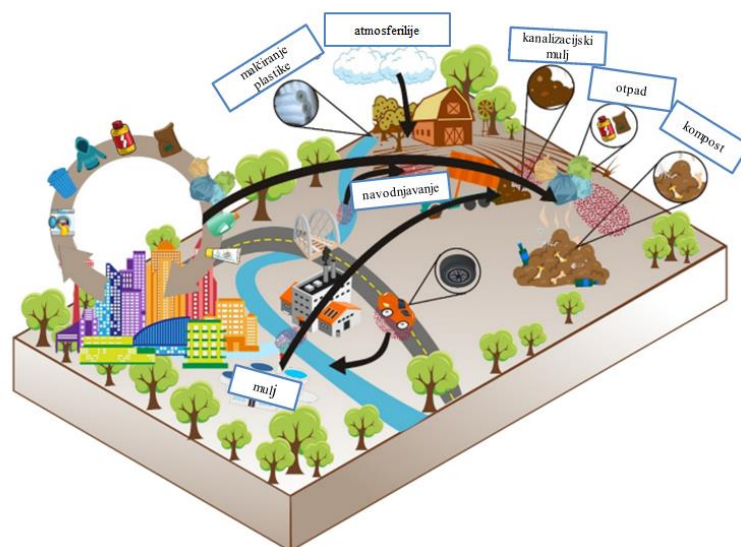 atmosferilije
malčiranje
plastike
kanalizacijski
mulj
otpad
kompost
navodnjavanje
mulj